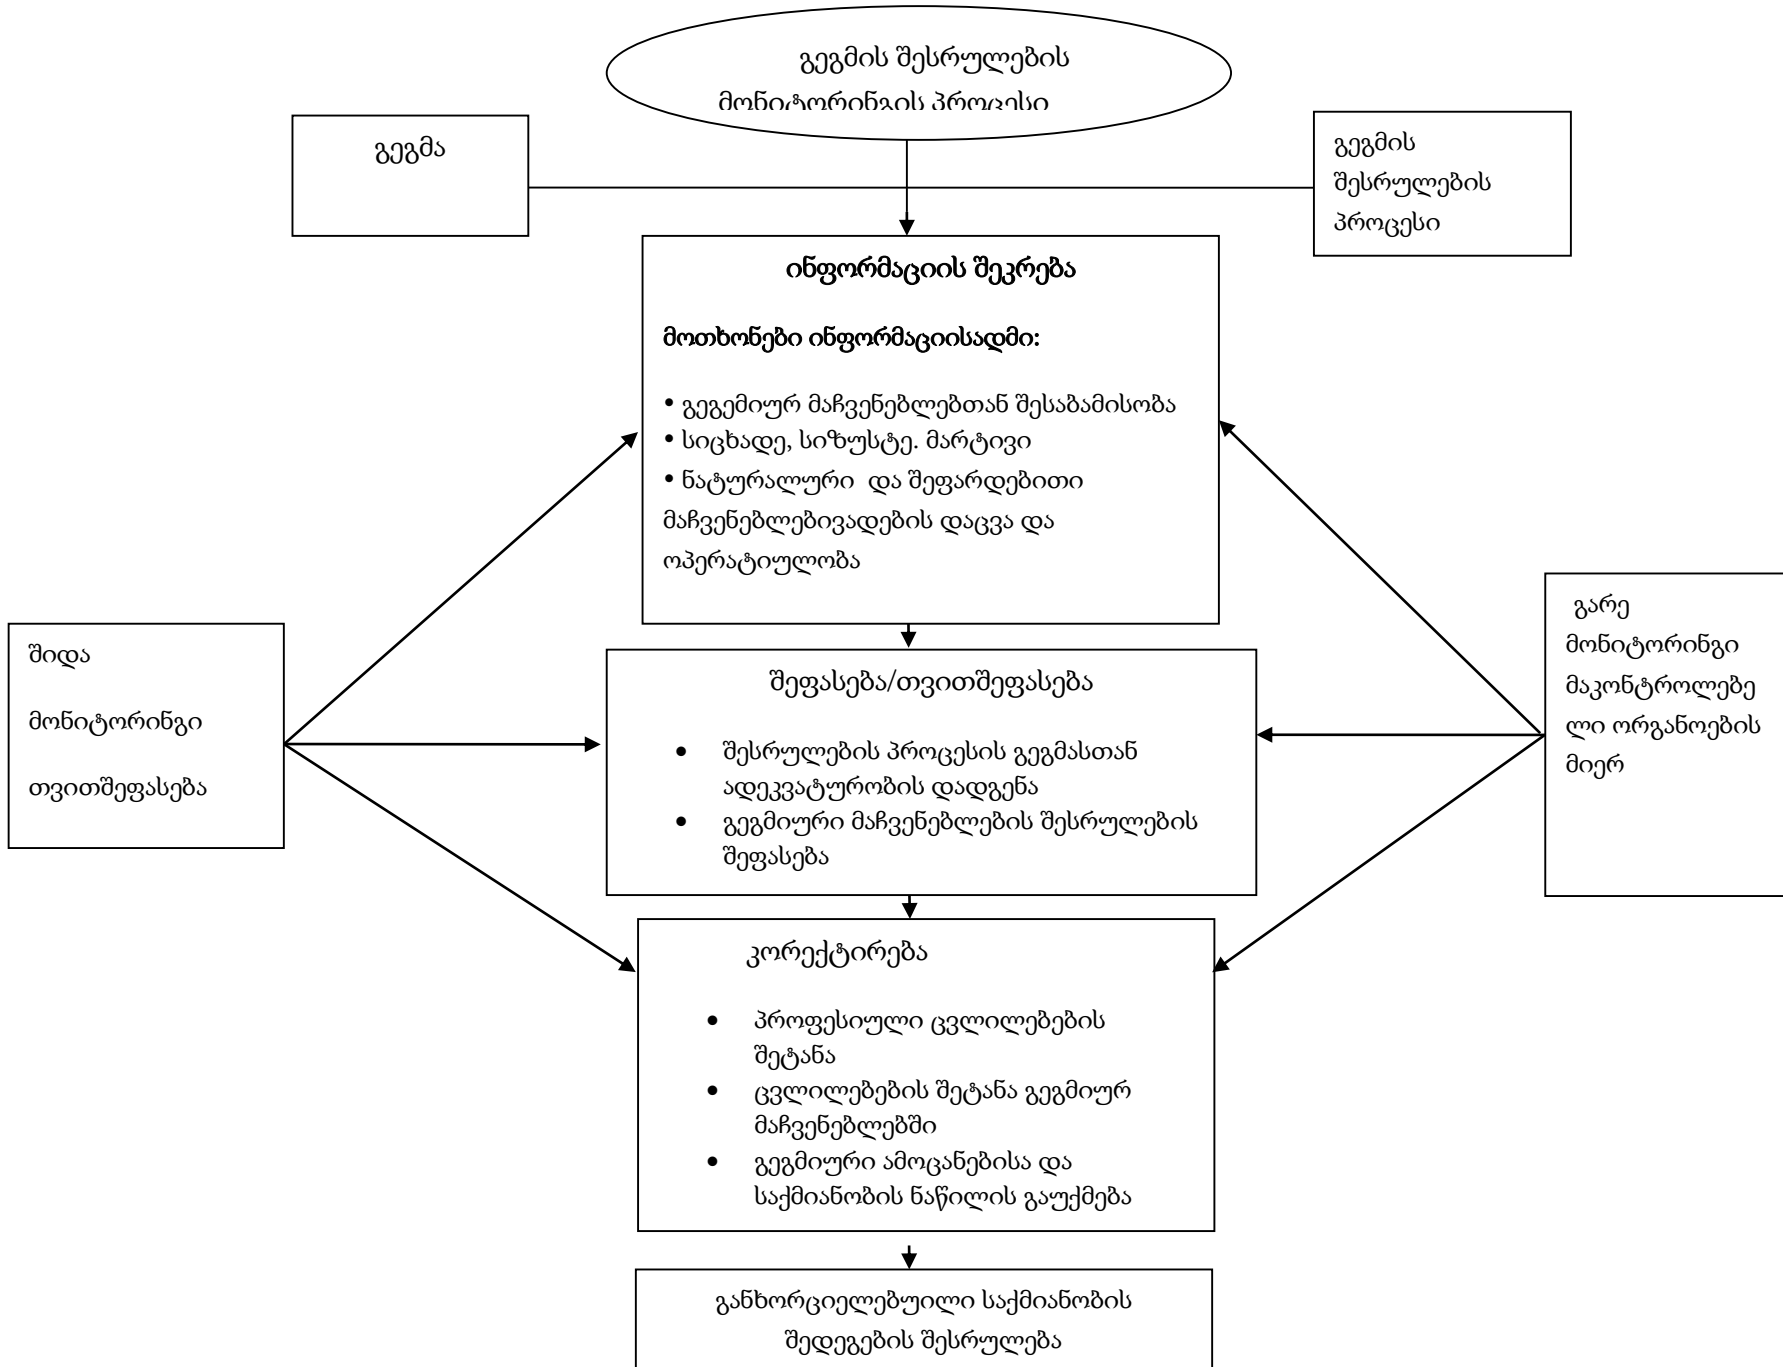 გეგმის შესრულების
მონიტორინგის პროცესი
გეგმა
გეგმის
შესრულების
პროცესი
ინფორმაციის შეკრება
მოთხონები ინფორმაციისადმი:
• გეგემიურ მაჩვენებლებთან შესაბამისობა
• სიცხადე, სიზუსტე. მარტივი
• ნატურალური და შეფარდებითი
მაჩვენებლებივადების დაცვა და
ოპერატიულობა
შიდა
მონიტორინგი
თვითშეფასება
გარე
მონიტორინგი
მაკონტროლებე
ლი ორგანოების
მიერ
შეფასება/თვითშეფასება
• შესრულების პროცესის გეგმასთან
ადეკვატურობის დადგენა
• გეგმიური მაჩვენებლების შესრულების
შეფასება
კორექტირება
• პროფესიული ცვლილებების
შეტანა
• ცვლილებების შეტანა გეგმიურ
მაჩვენებლებში
• გეგმიური ამოცანებისა და
საქმიანობის ნაწილის გაუქმება
განხორციელებუილი საქმიანობის
შედეგების შესრულება